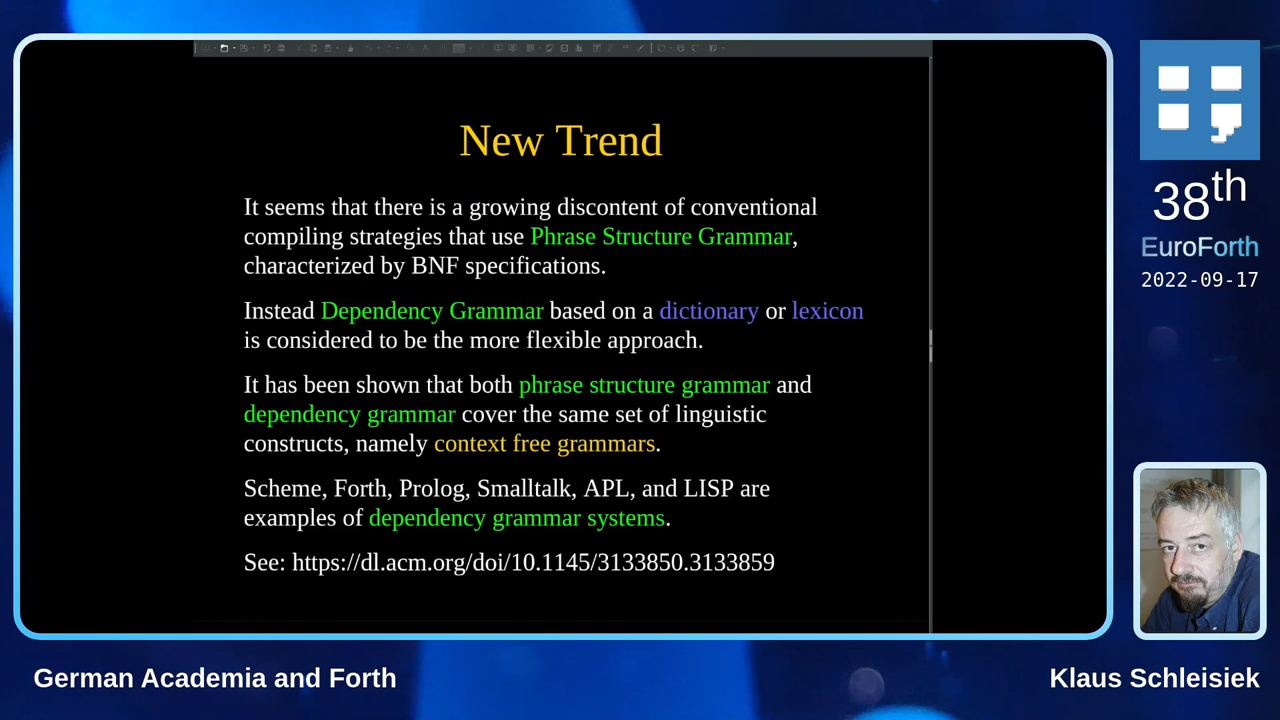 New Trend
It seems that there is a growing discontent of conventional
compiling strategies that use Phrase Structure Grammar,
characterized by BNF specifications.
Instead Dependency Grammar based on a dictionary or lexicon
is considered to be the more flexible approach.
It has been shown that both phrase structure grammar and
dependency grammar cover the same set of linguistic
constructs, namely context free grammars.
Scheme, Forth, Prolog, Smalltalk, APL, and LISP are
examples of dependency grammar systems.
See: https://dl.acm.org/doi/10.1145/3133850.3133859
38th
EuroForth
2022-09-17
German Academia and Forth
Klaus Schleisiek